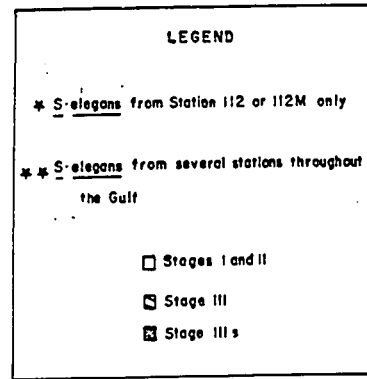 LEGEND
* S. elegans from Station 112 or 112M only
** S. elegans from several stations throughout
the Gulf
Stages I and II
Stage III
Stage III s